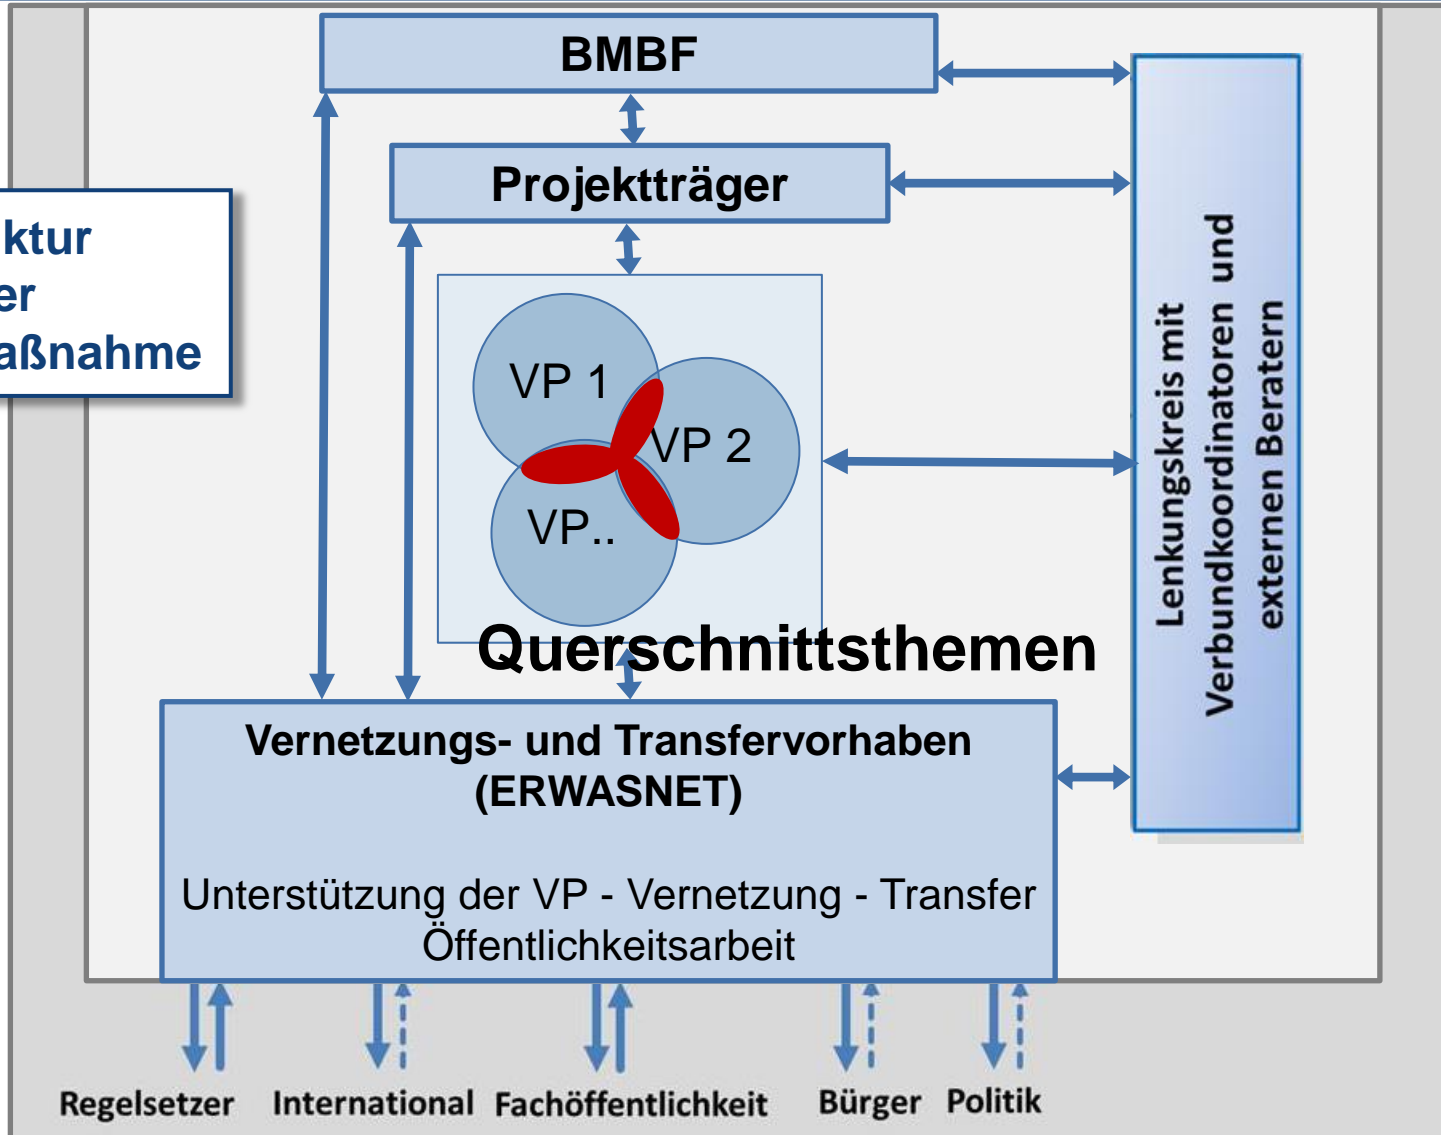 BMBF
Projektträger
ktur
er
aßnahme
VP 1
VP 2
VP..
Querschnittsthemen
Lenkungskreis mit
Verbundkoordinatoren und
externen Beratern
Vernetzungs- und Transfervorhaben
(ERWASNET)
Unterstützung der VP - Vernetzung - Transfer
Öffentlichkeitsarbeit
Regelsetzer International Fachöffentlichkeit Bürger Politik